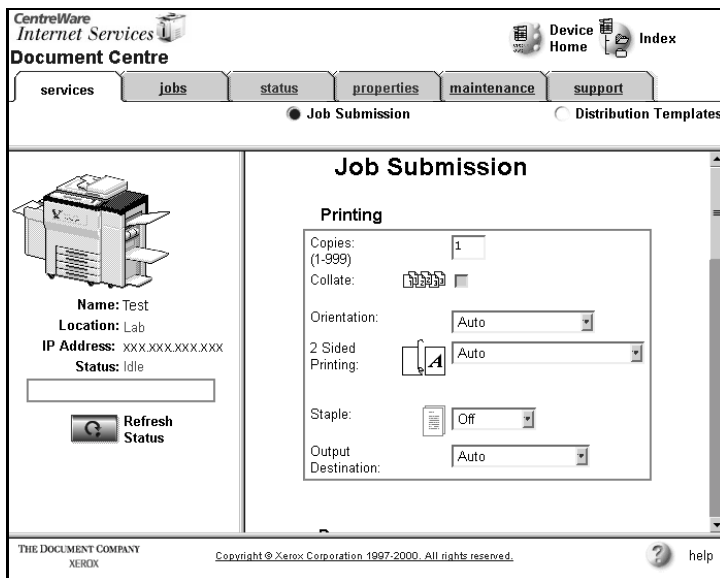 CentreWare
Internet Services
Document Centre
Device Home
Index
services
jobs
status
properties
maintenance
support
Job Submission
Distribution Templates
Name: Test
Location: Lab
IP Address: xxx.xxx.xxx.xxx
Status: Idle
Refresh Status
Job Submission
Printing
Copies: 1
(1-999)
Collate:
Orientation: Auto
2 Sided Printing: A Auto
Staple: Off
Output Destination: Auto
THE DOCUMENT COMPANY
XEROX
Copyright © Xerox Corporation 1997-2000. All rights reserved.
? help